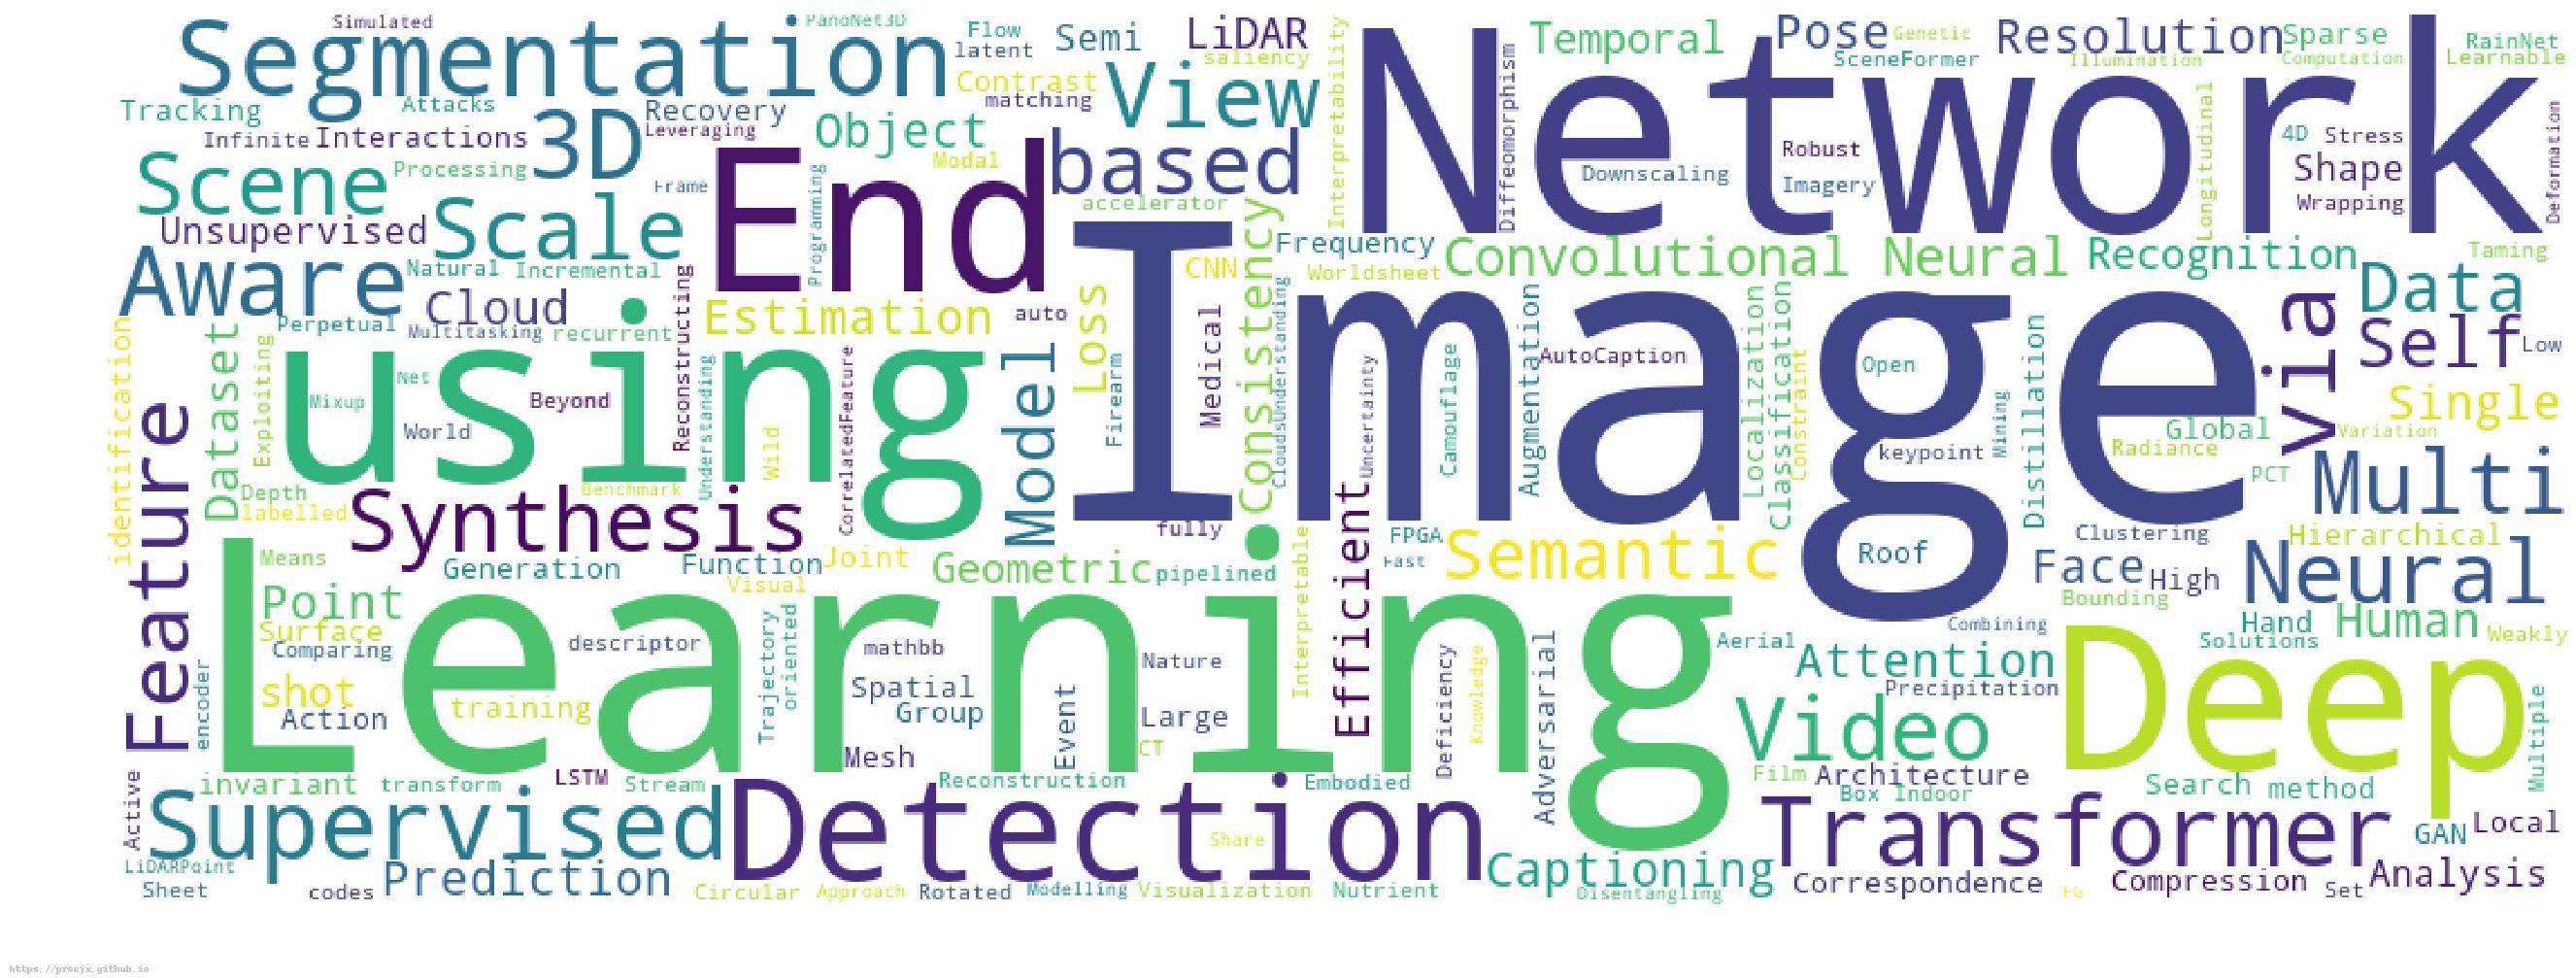 Simulated
PanoNet3D
Segmentation
Flow
latent
Semi
LiDAR
saliency
Temporal
Pose
Genetic
SceneFormer
Resolution
Illumination
Sparse
Computation
RainNet
Learnable
Network
Tracking
Attacks
3D
Recovery
Leveraging
Contrast
matching
View
Interpretability
Diffeomorphism
Infinite
Interactions
Object
Modal
based
End
Downscaling
Robust
Imagery
Longitudinal
4D
Stress
Shape
Wrapping
Deformation
Scene
Processing
Frame
Programming
accelerator
Unsupervised
Scale
Consistency
Frequency
Worldsheet
Convolutional Neural
Recognition
Taming
Aware
Natural
Incremental
Cloud
Reconstructing
Estimation
auto
Loss
CNN
Medical
Image
Data
Self
Low
via
identification
Dataset
Perpetual
Multitasking
recurrent
using
Model
Firearm
CloudsUnderstanding
Uncertainty
Camouflage
Augmentation
AutoCaption
Localization
classification
Constraint
Open
keypoint
Mining
Distillation
Single
Global
Variation
Radiance
PCT
Multi
Feature
Exploiting
Mixup
Net
World
Beyond
Understanding
Wild
CorrelatedFeature
Benchmark
Depth
labelled
Synthesis
fully
Efficient
FPGA
Fast
Semantic
Roof
Clustering
Hierarchical
Face
High
Neural
Bounding
Means
Generation
Function
Visual
Joint
Geometric
pipelined
Interpretable
Learning
Point
Surface
Comparing
descriptor
Trajectory
oriented
mathbb
Nature
Combining
Hand
Solutions
Human
Weakly
Aerial
Attention
Precipitation
Deep
encoder
shot
Action
training
Spatial
Group
Event
Large
CT
Mesh
Deficiency
Knowledge
Adversarial
Video
Multiple
Active
invariant
transform
LSTM
Stream
Reconstruction
Embodied
Film
Architecture
Box
Indoor
Search
method
Supervised
Detection
Share
Transformer
GAN
Local
LiDARPoint
Sheet
codes
Prediction
Circular
Approach
Rotated
Modelling
Visualization
Nutrient
Captioning
Disentangling
Correspondence
FG
Compression
Set
Analysis
https://procjx.github.io